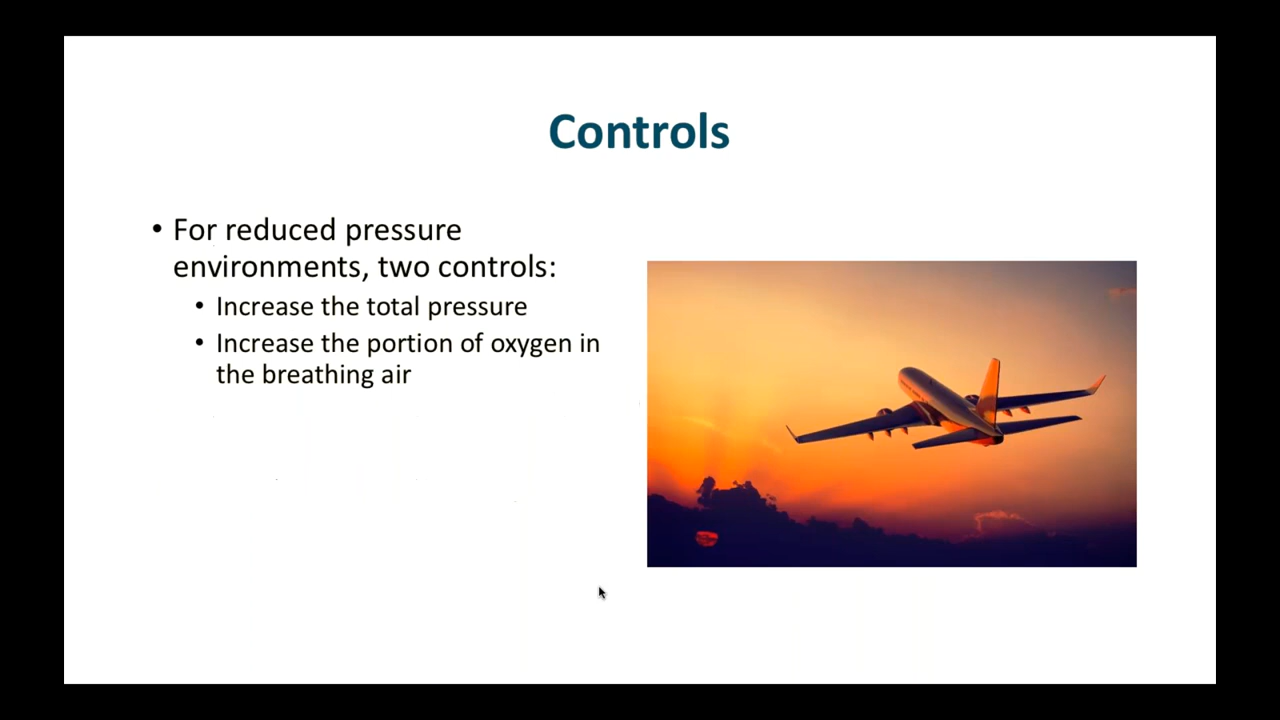 Controls
• For reduced pressure
environments, two controls:
• Increase the total pressure
• Increase the portion of oxygen in
the breathing air